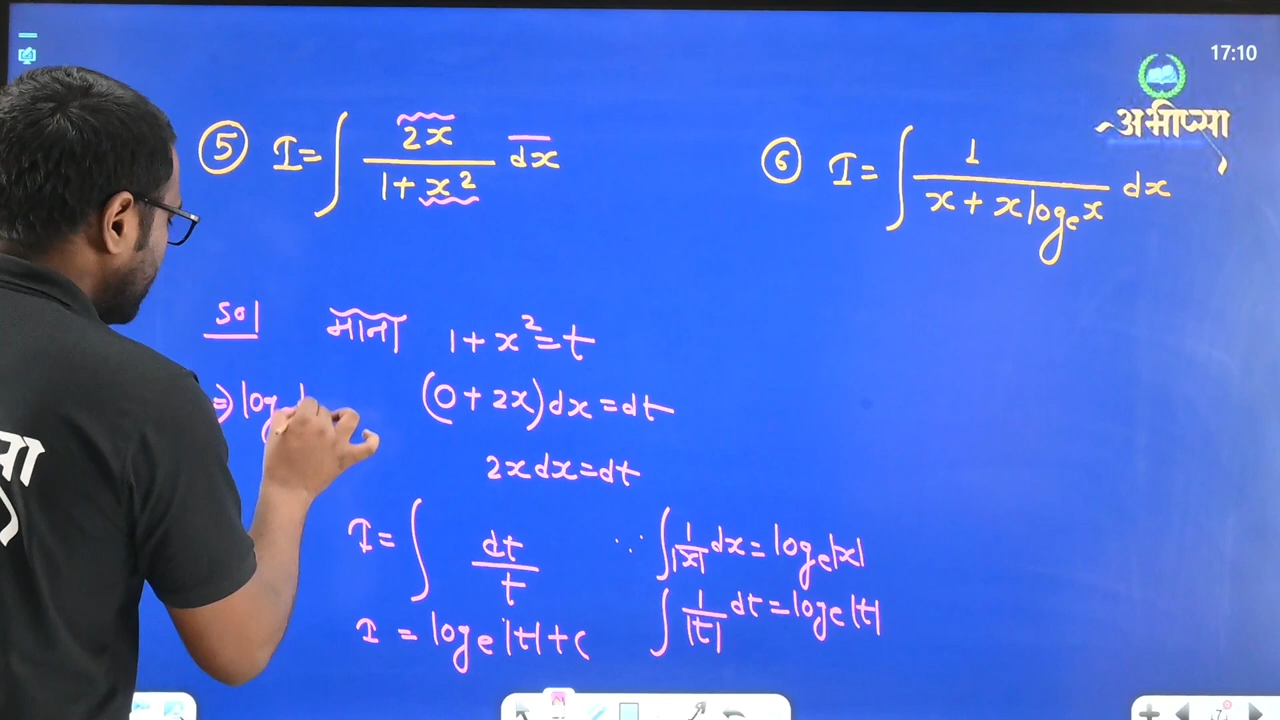 17:10
अभीप्सा
⑤ I = ∫ 2x / (1 + x²) dx
⑥ I = ∫ 1 / (x + x logₑx) dx
Sol माना 1 + x² = t
⇒ log
(0 + 2x) dx = dt
2x dx = dt
I = ∫ dt / t
∵ ∫ 1/|x| dx = logₑ|x|
∫ 1/|t| dt = logₑ|t|
I = logₑ|t| + c